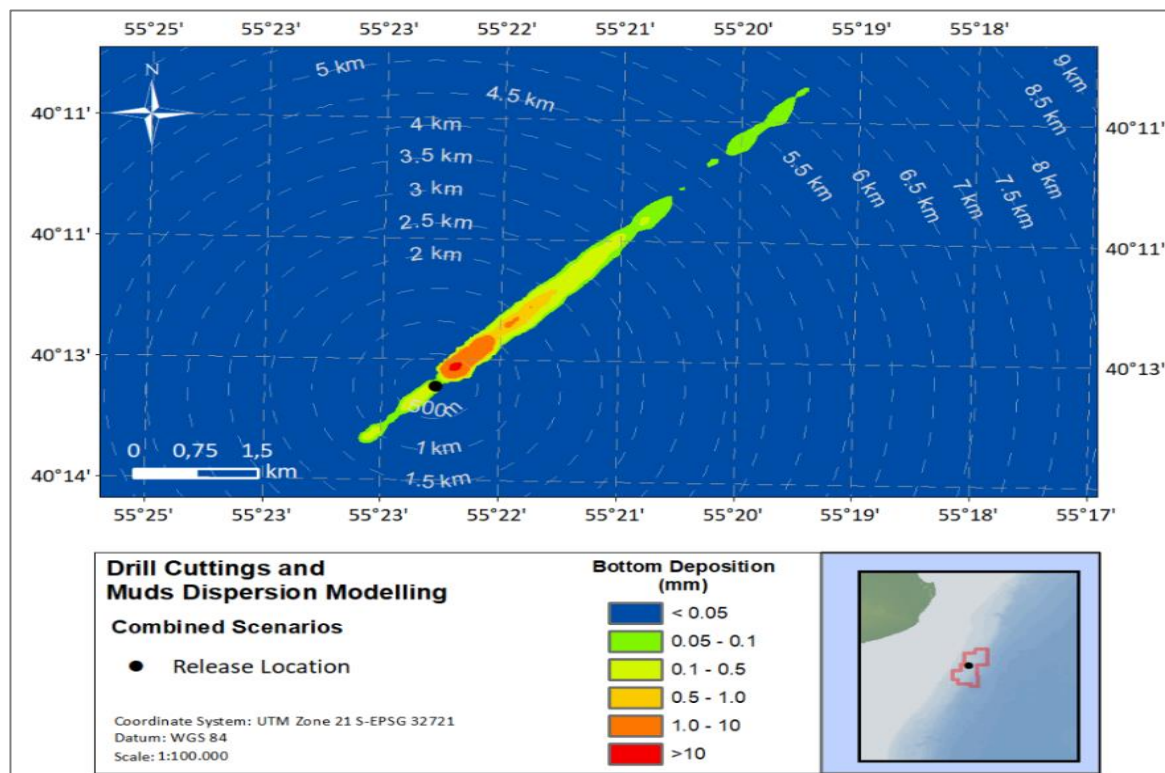 55°25' 55°23' 55°22' 55°21' 55°20' 55°19' 55°18'
N
5 km
4.5 km
4 km
3.5 km
3 km
2.5 km
2 km
9 km
8.5 km
8 km
7.5 km
7 km
6.5 km
6 km
5.5 km
40°11' 40°11'
40°11' 40°11'
40°13' 40°13'
40°14'
500m
1 km
1.5 km
0 0,75 1,5
km
55°25' 55°23' 55°23' 55°22' 55°21' 55°20' 55°19' 55°18' 55°17'
Drill Cuttings and
Muds Dispersion Modelling
Combined Scenarios
Release Location
Coordinate System: UTM Zone 21 S-EPSG 32721
Datum: WGS 84
Scale: 1:100.000
Bottom Deposition
(mm)
< 0.05
0.05 - 0.1
0.1 - 0.5
0.5 - 1.0
1.0 - 10
>10